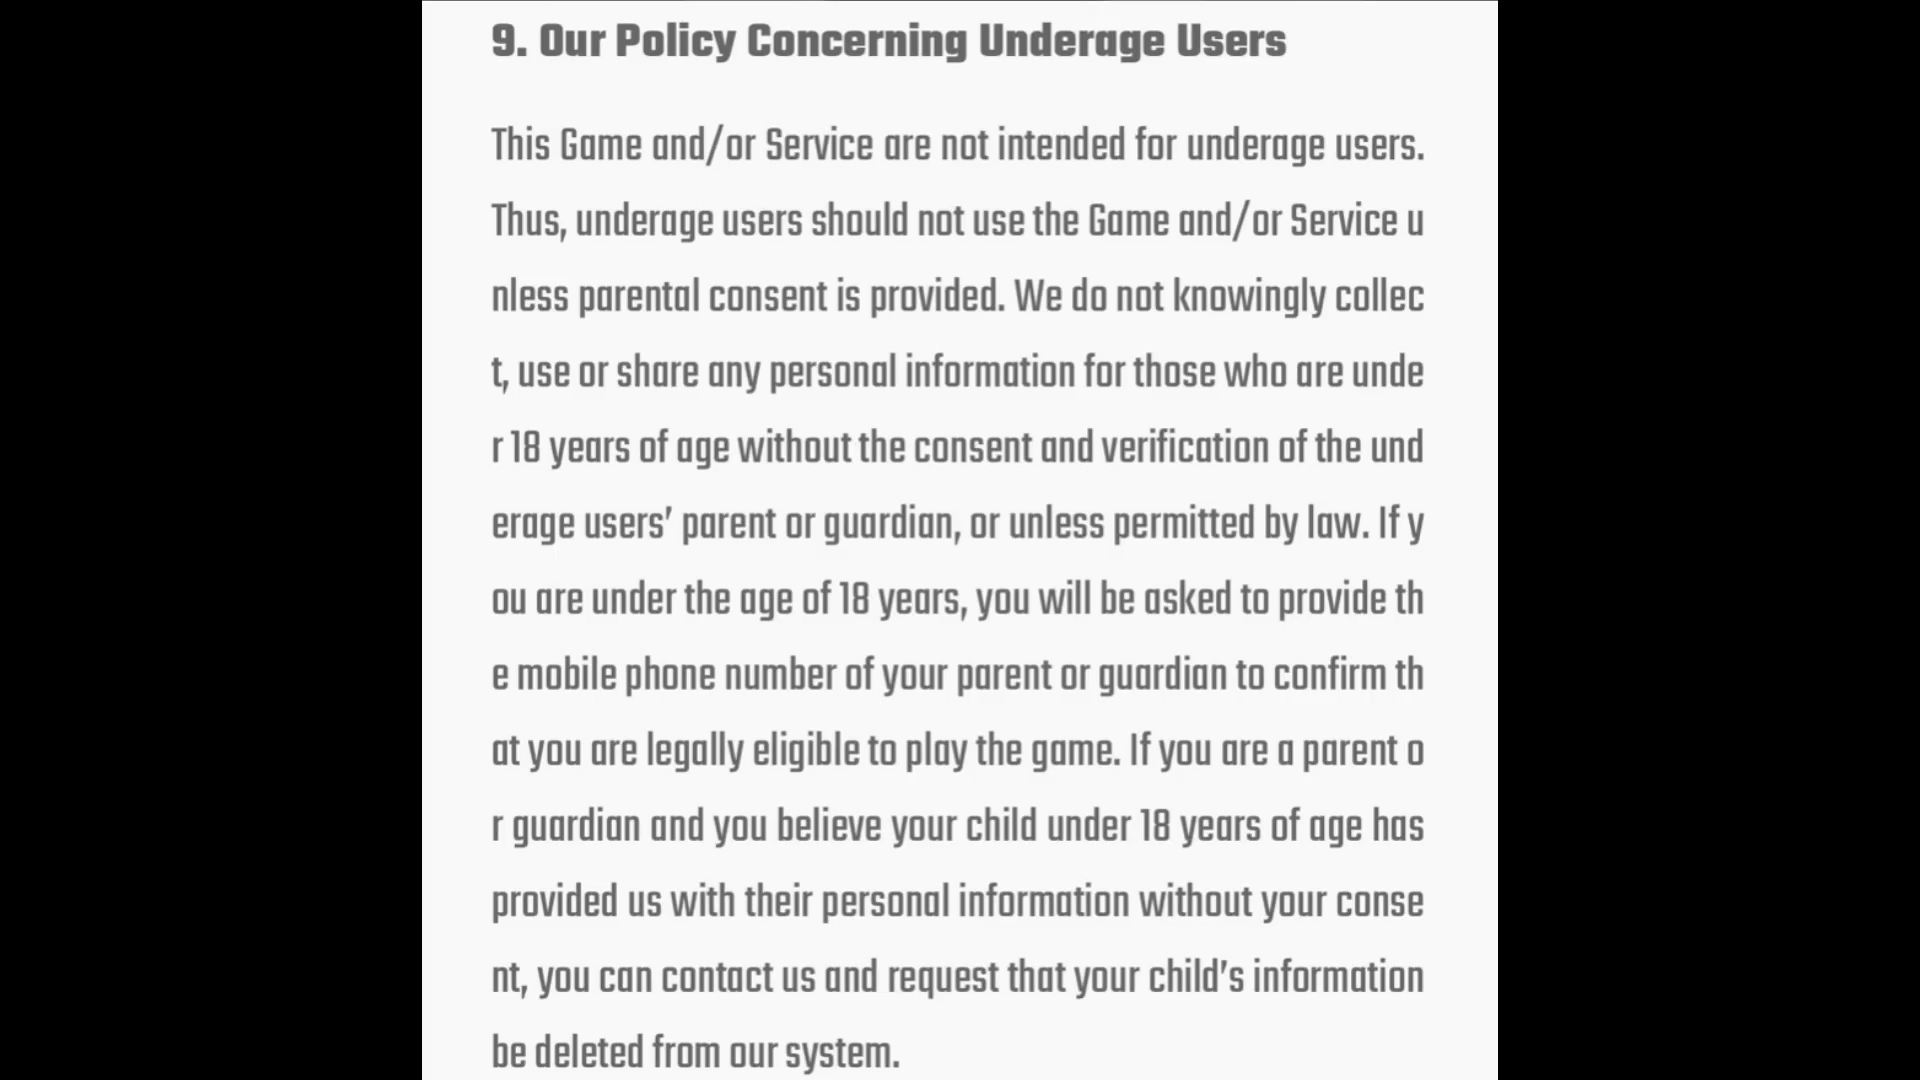 9. Our Policy Concerning Underage Users
This Game and/or Service are not intended for underage users.
Thus, underage users should not use the Game and/or Service u
nless parental consent is provided. We do not knowingly collec
t, use or share any personal information for those who are unde
r 18 years of age without the consent and verification of the und
erage users’ parent or guardian, or unless permitted by law. If y
ou are under the age of 18 years, you will be asked to provide th
e mobile phone number of your parent or guardian to confirm th
at you are legally eligible to play the game. If you are a parent o
r guardian and you believe your child under 18 years of age has
provided us with their personal information without your conse
nt, you can contact us and request that your child’s information
be deleted from our system.